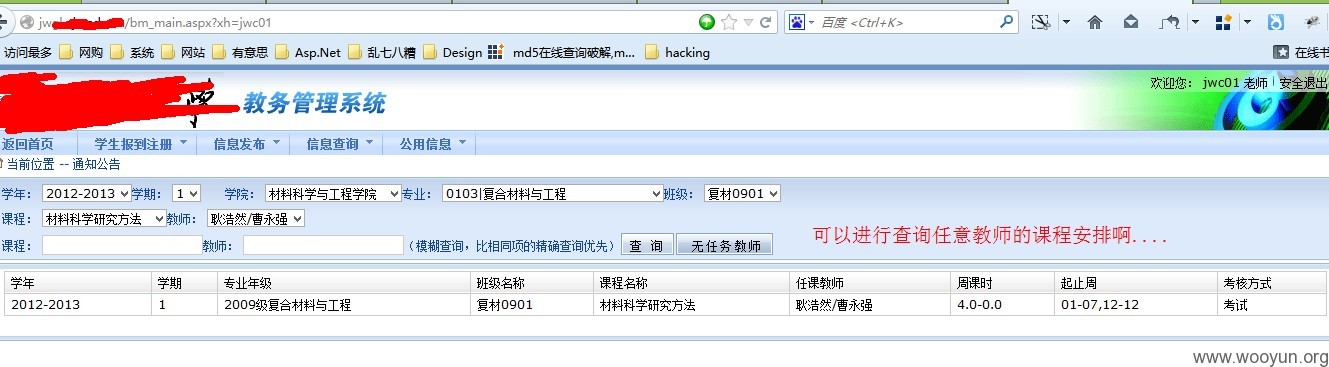 jw /bm_main.aspx?xh=jwc01 百度 <Ctrl+K>
访问最多 网购 系统 网站 有意思 Asp.Net 乱七八糟 Design md5在线查询破解,m... hacking 在线书
欢迎您: jwc01 老师 安全退出
学 教务管理系统
返回首页 学生报到注册 信息发布 信息查询 公用信息
当前位置 -- 通知公告
学年: 2012-2013 学期: 1 学院: 材料科学与工程学院 专业: 0103|复合材料与工程 班级: 复材0901
课程: 材料科学研究方法 教师: 耿浩然/曹永强
课程: 教师: (模糊查询，比相同项的精确查询优先) 查 询 无任务教师
可以进行查询任意教师的课程安排啊....
学年 学期 专业年级 班级名称 课程名称 任课教师 周课时 起止周 考核方式
2012-2013 1 2009级复合材料与工程 复材0901 材料科学研究方法 耿浩然/曹永强 4.0-0.0 01-07,12-12 考试
www.wooyun.org